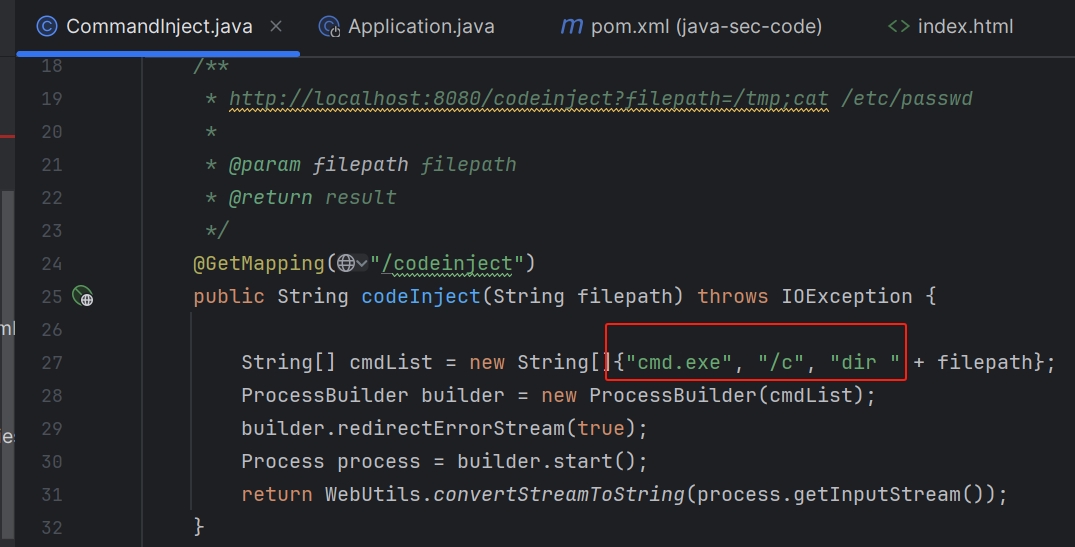 CommandInject.java × Application.java m pom.xml (java-sec-code) <> index.html
18 /**
19 * http://localhost:8080/codeinject?filepath=/tmp;cat /etc/passwd
20 *
21 * @param filepath filepath
22 * @return result
23 */
24 @GetMapping("/codeinject")
25 public String codeInject(String filepath) throws IOException {
26
27 String[] cmdList = new String[]{"cmd.exe", "/c", "dir " + filepath};
28 ProcessBuilder builder = new ProcessBuilder(cmdList);
29 builder.redirectErrorStream(true);
30 Process process = builder.start();
31 return WebUtils.convertStreamToString(process.getInputStream());
32 }